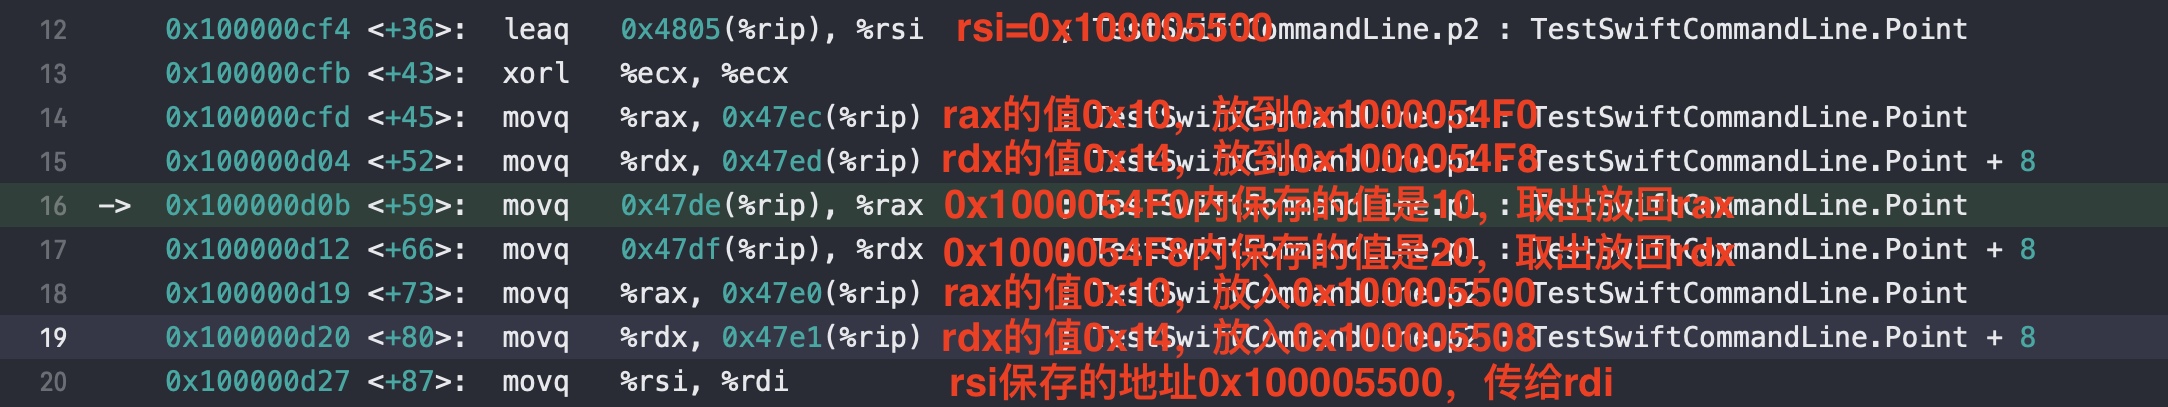 12 0x100000cf4 <+36>: leaq 0x4805(%rip), %rsi rsi=0x100005500 ; TestSwiftCommandLine.p2 : TestSwiftCommandLine.Point
13 0x100000cfb <+43>: xorl %ecx, %ecx
14 0x100000cfd <+45>: movq %rax, 0x47ec(%rip) rax的值0x10，放到0x1000054F0 ; TestSwiftCommandLine.p1 : TestSwiftCommandLine.Point
15 0x100000d04 <+52>: movq %rdx, 0x47ed(%rip) rdx的值0x14，放到0x1000054F8 ; TestSwiftCommandLine.p1 : TestSwiftCommandLine.Point + 8
16 -> 0x100000d0b <+59>: movq 0x47de(%rip), %rax 0x1000054F0内保存的值是10，取出放回rax ; TestSwiftCommandLine.p1 : TestSwiftCommandLine.Point
17 0x100000d12 <+66>: movq 0x47df(%rip), %rdx 0x1000054F8内保存的值是20，取出放回rdx ; TestSwiftCommandLine.p1 : TestSwiftCommandLine.Point + 8
18 0x100000d19 <+73>: movq %rax, 0x47e0(%rip) rax的值0x10，放入0x100005500 ; TestSwiftCommandLine.p2 : TestSwiftCommandLine.Point
19 0x100000d20 <+80>: movq %rdx, 0x47e1(%rip) rdx的值0x14，放入0x100005508 ; TestSwiftCommandLine.p2 : TestSwiftCommandLine.Point + 8
20 0x100000d27 <+87>: movq %rsi, %rdi rsi保存的地址0x100005500，传给rdi